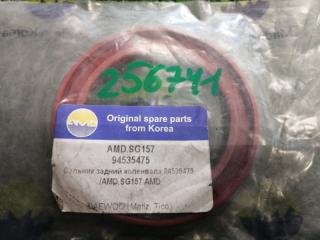 256741
AMD
Original spare parts
from Korea
AMD.SG157
94535475
Сальник задний коленвала 94535475
/AMD.SG157 AMD
DAEWOO (Matiz, Tico)